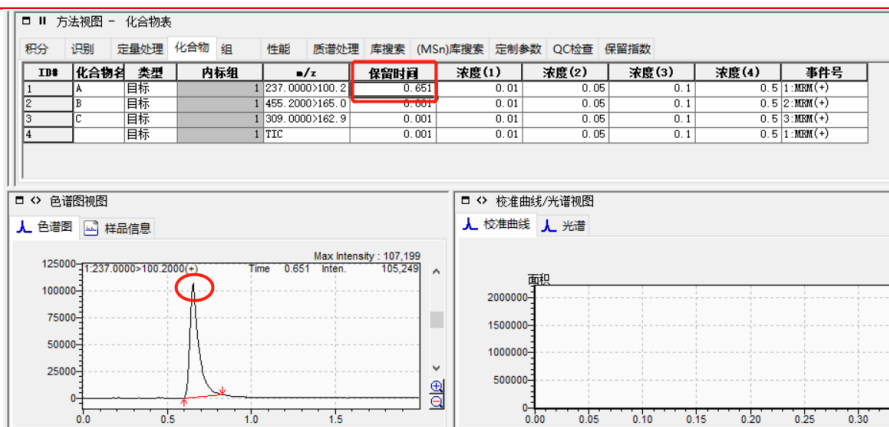 方法视图 - 化合物表
积分 识别 定量处理 化合物 组 性能 质谱处理 库搜索 (MSn)库搜索 定制参数 QC检查 保留指数
ID# 化合物名 类型 内标组 m/z 保留时间 浓度(1) 浓度(2) 浓度(3) 浓度(4) 事件号
1 A 目标 1 237.0000>100.2 0.651 0.01 0.05 0.1 0.5 1:MRM(+)
2 B 目标 1 455.2000>165.0 0.001 0.01 0.05 0.1 0.5 2:MRM(+)
3 C 目标 1 309.0000>162.9 0.001 0.01 0.05 0.1 0.5 3:MRM(+)
4 目标 1 TIC 0.001 0.01 0.05 0.1 0.5 1:MRM(+)
色谱图视图
色谱图 样品信息
Max Intensity : 107,199
1:237.0000>100.2000(+) Time 0.651 Inten. 105,249
125000
100000
75000
50000
25000
0
0.0 0.5 1.0 1.5
校准曲线/光谱视图
校准曲线 光谱
面积
2000000
1500000
1000000
500000
0
0.00 0.05 0.10 0.15 0.20 0.25 0.30